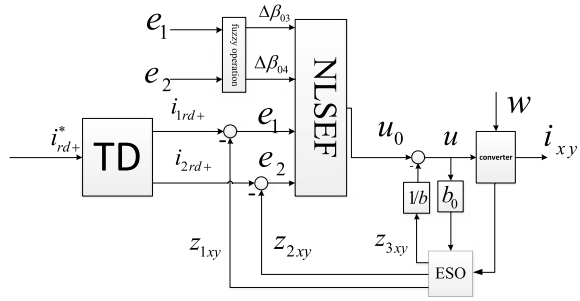 e1
e2
fuzzy operation
Δβ03
Δβ04
NLSEF
i*rd+
TD
i1rd+
i2rd+
e1
e2
-
-
u0
-
u
w
converter
ixy
1/b
b0
z1xy
z2xy
z3xy
ESO